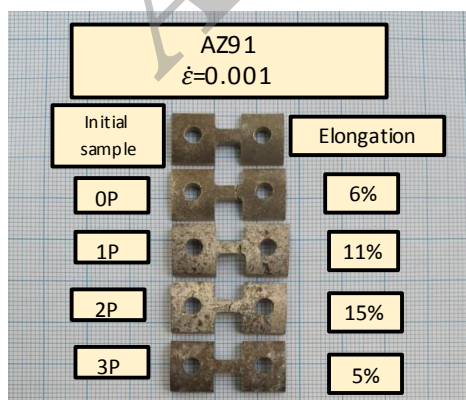 AZ91
ε̇=0.001
Initial
sample
Elongation
0P
6%
1P
11%
2P
15%
3P
5%